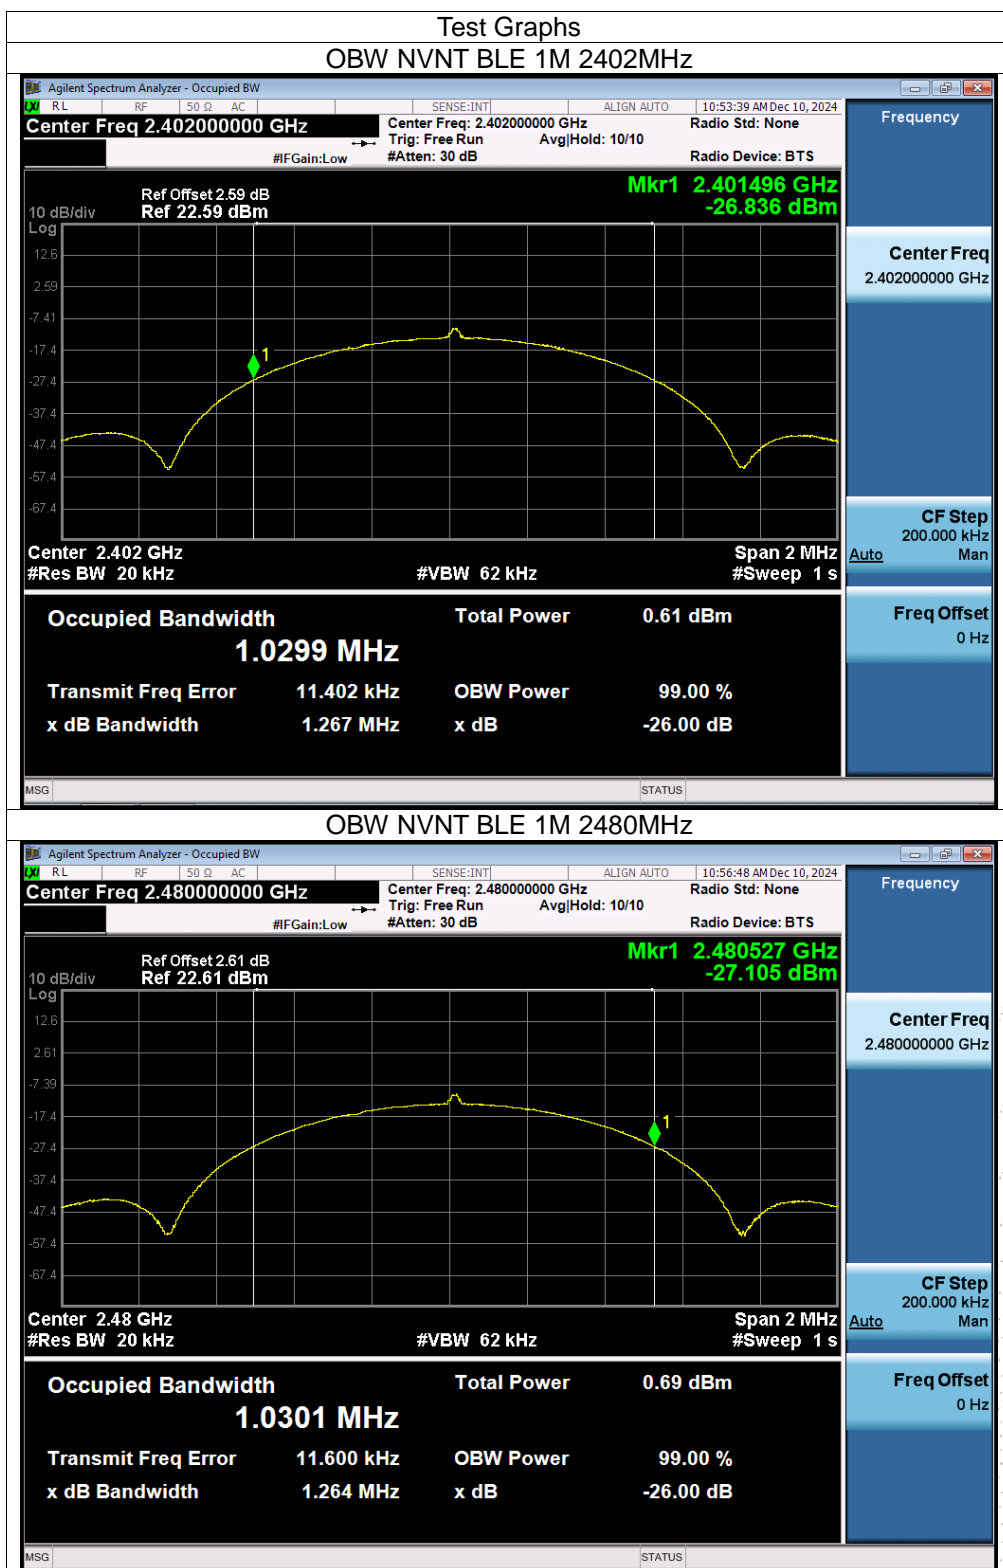 Test Graphs
OBW NVNT BLE 1M 2402MHz
Agilent Spectrum Analyzer - Occupied BW
LXI RL RF 50 Ω AC SENSE:INT ALIGN AUTO 10:53:39 AM Dec 10, 2024
Center Freq 2.402000000 GHz Center Freq: 2.402000000 GHz Radio Std: None Frequency
Trig: Free Run Avg|Hold: 10/10
#IFGain:Low #Atten: 30 dB Radio Device: BTS
Mkr1 2.401496 GHz
-26.836 dBm
Ref Offset 2.59 dB
10 dB/div Ref 22.59 dBm
Log
12.6
2.59
-7.41
-17.4
-27.4
-37.4
-47.4
-57.4
-67.4
1
Center Freq
2.402000000 GHz
CF Step
200.000 kHz
Auto Man
Center 2.402 GHz Span 2 MHz
#Res BW 20 kHz #VBW 62 kHz #Sweep 1 s
Freq Offset
0 Hz
Occupied Bandwidth Total Power 0.61 dBm
1.0299 MHz
Transmit Freq Error 11.402 kHz OBW Power 99.00 %
x dB Bandwidth 1.267 MHz x dB -26.00 dB
MSG STATUS
OBW NVNT BLE 1M 2480MHz
Agilent Spectrum Analyzer - Occupied BW
LXI RL RF 50 Ω AC SENSE:INT ALIGN AUTO 10:56:48 AM Dec 10, 2024
Center Freq 2.480000000 GHz Center Freq: 2.480000000 GHz Radio Std: None Frequency
Trig: Free Run Avg|Hold: 10/10
#IFGain:Low #Atten: 30 dB Radio Device: BTS
Mkr1 2.480527 GHz
-27.105 dBm
Ref Offset 2.61 dB
10 dB/div Ref 22.61 dBm
Log
12.6
2.61
-7.39
-17.4
-27.4
-37.4
-47.4
-57.4
-67.4
1
Center Freq
2.480000000 GHz
CF Step
200.000 kHz
Auto Man
Center 2.48 GHz Span 2 MHz
#Res BW 20 kHz #VBW 62 kHz #Sweep 1 s
Freq Offset
0 Hz
Occupied Bandwidth Total Power 0.69 dBm
1.0301 MHz
Transmit Freq Error 11.600 kHz OBW Power 99.00 %
x dB Bandwidth 1.264 MHz x dB -26.00 dB
MSG STATUS